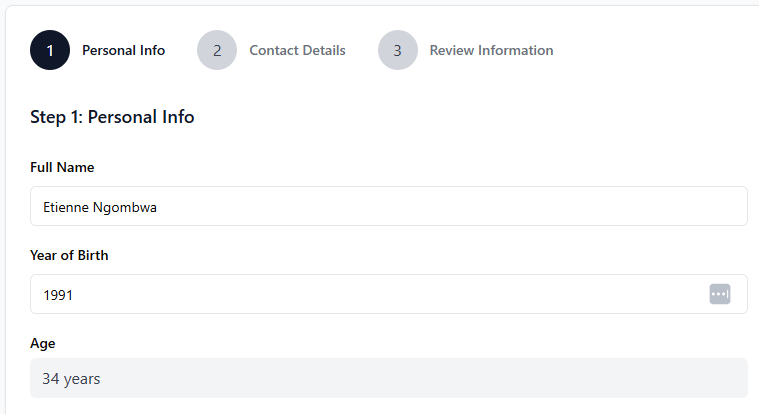 1 Personal Info 2 Contact Details 3 Review Information
Step 1: Personal Info
Full Name
Etienne Ngombwa
Year of Birth
1991
Age
34 years